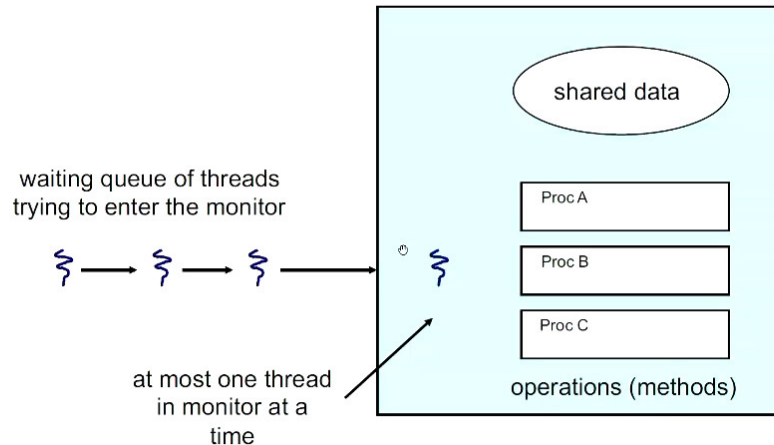 shared data
waiting queue of threads
trying to enter the monitor
Proc A
Proc B
Proc C
at most one thread
in monitor at a
time
operations (methods)